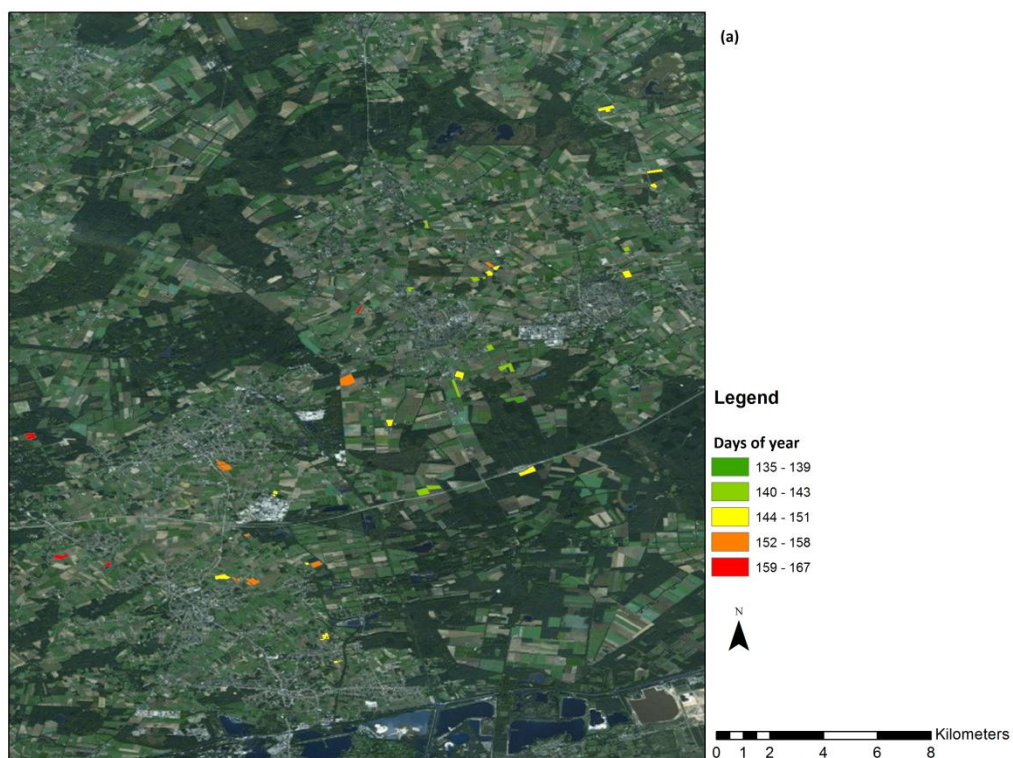 (a)
Legend
Days of year
135 - 139
140 - 143
144 - 151
152 - 158
159 - 167
N
Kilometers
0 1 2 4 6 8